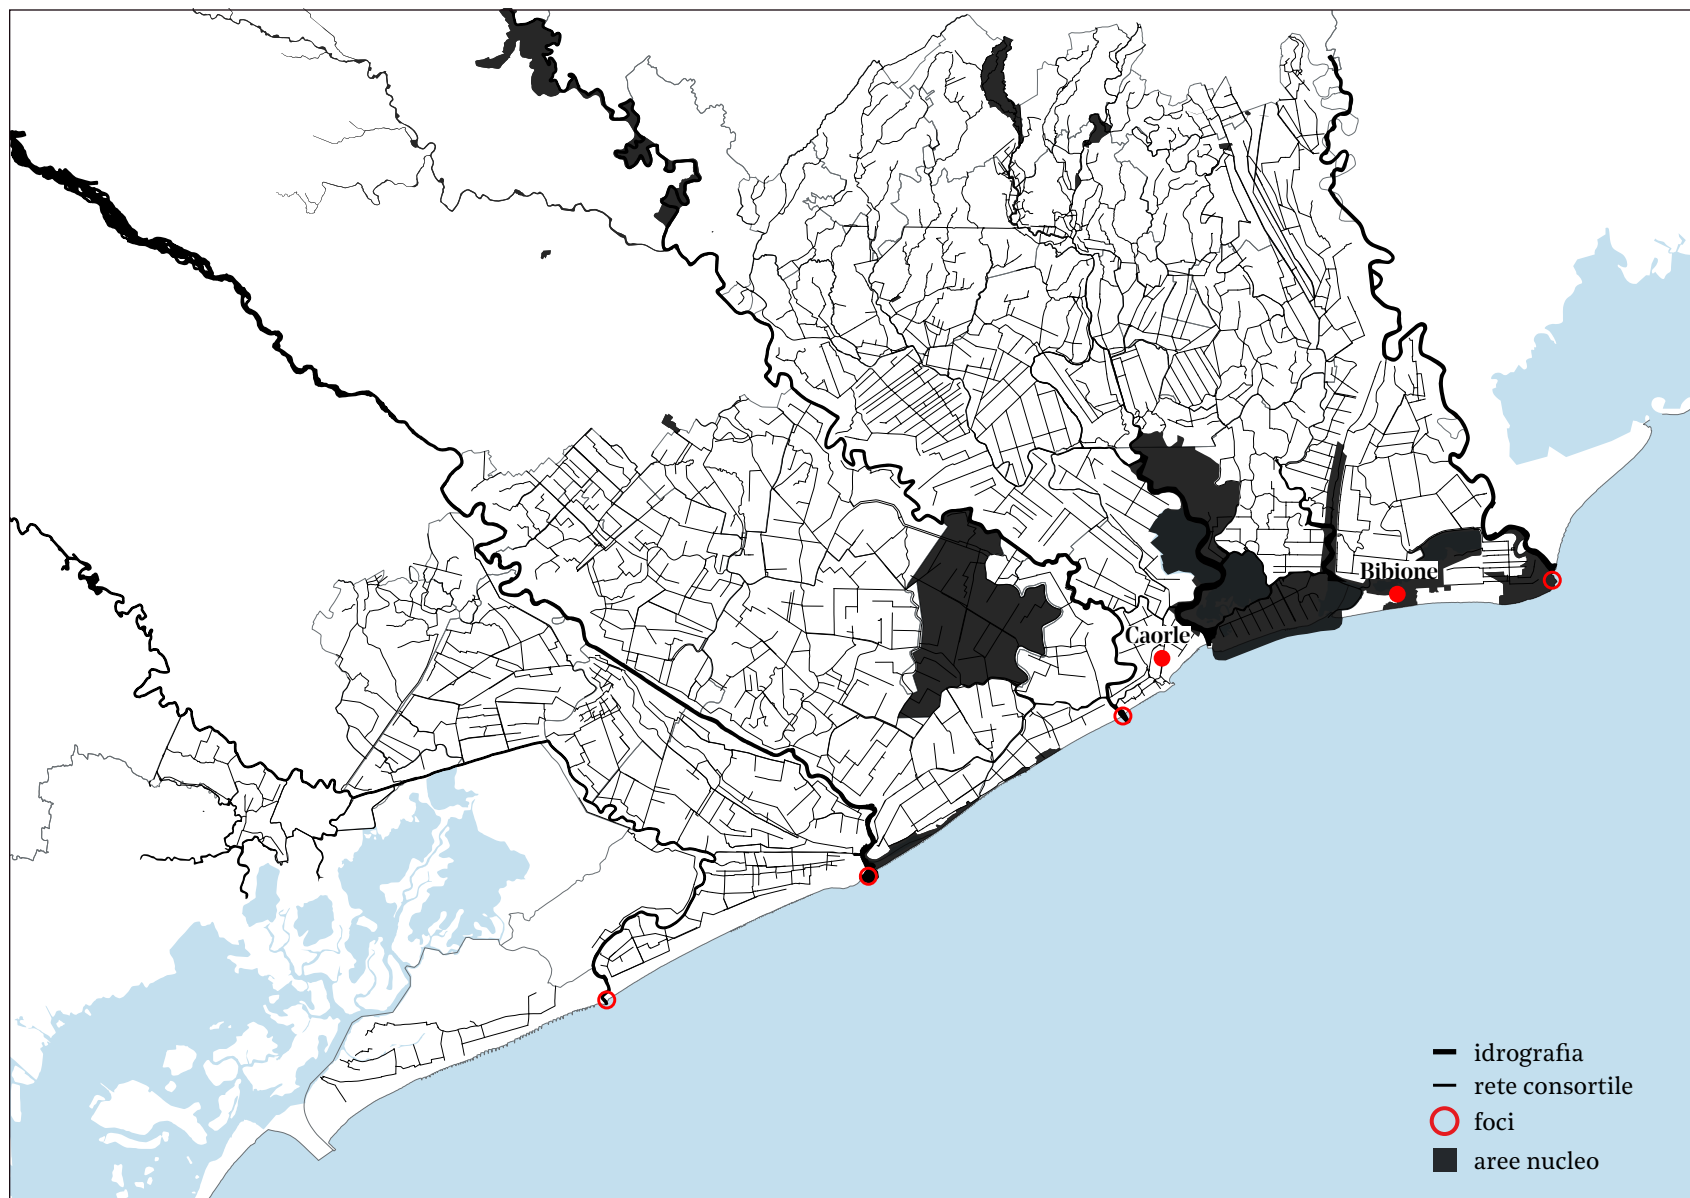 Bibione
Caorle
idrografia
rete consortile
foci
aree nucleo